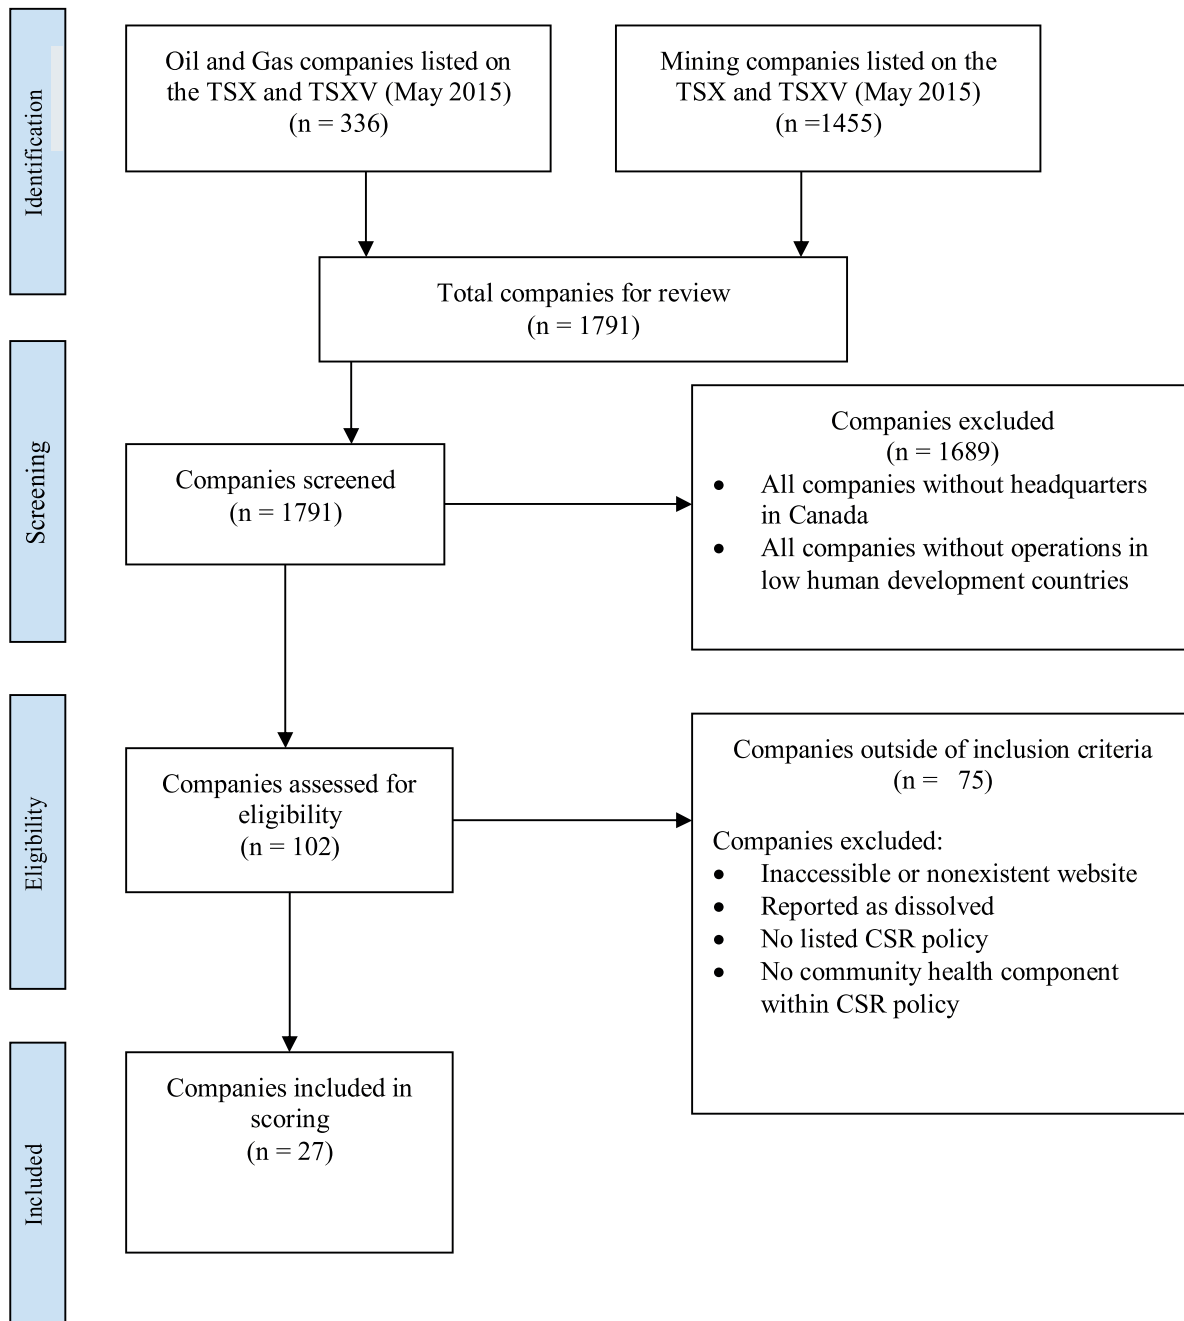 Identification
Oil and Gas companies listed on
the TSX and TSXV (May 2015)
(n = 336)
Mining companies listed on the
TSX and TSXV (May 2015)
(n =1455)
Total companies for review
(n = 1791)
Screening
Companies screened
(n = 1791)
Companies excluded
(n = 1689)
• All companies without headquarters
in Canada
• All companies without operations in
low human development countries
Eligibility
Companies assessed for
eligibility
(n = 102)
Companies outside of inclusion criteria
(n = 75)
Companies excluded:
• Inaccessible or nonexistent website
• Reported as dissolved
• No listed CSR policy
• No community health component
within CSR policy
Included
Companies included in
scoring
(n = 27)